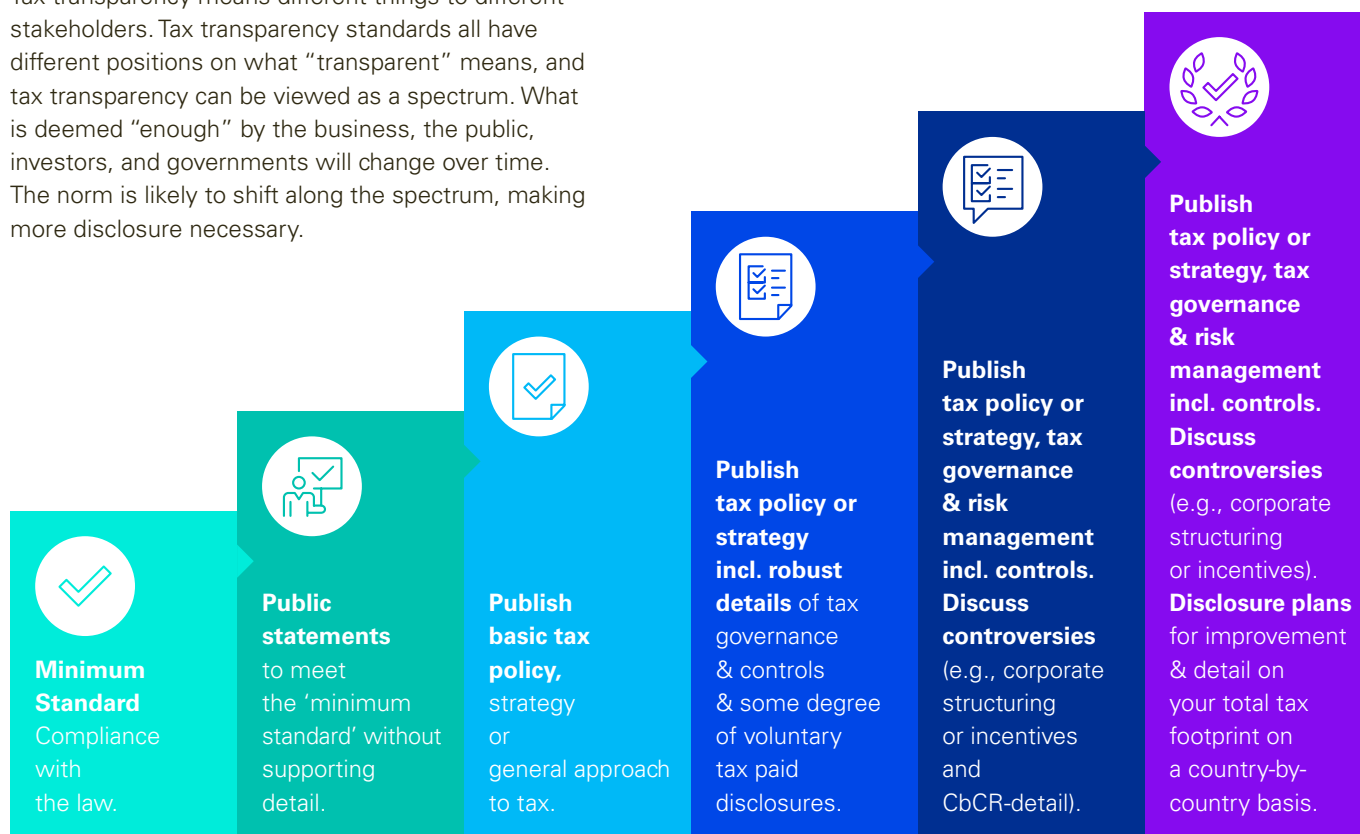 Tax transparency means different things to different
stakeholders. Tax transparency standards all have
different positions on what “transparent” means, and
tax transparency can be viewed as a spectrum. What
is deemed “enough” by the business, the public,
investors, and governments will change over time.
The norm is likely to shift along the spectrum, making
more disclosure necessary.
Minimum
Standard
Compliance
with
the law.
Public
statements
to meet
the ‘minimum
standard’ without
supporting
detail.
Publish
basic tax
policy,
strategy
or
general approach
to tax.
Publish
tax policy or
strategy
incl. robust
details of tax
governance
& controls
& some degree
of voluntary
tax paid
disclosures.
Publish
tax policy or
strategy, tax
governance
& risk
management
incl. controls.
Discuss
controversies
(e.g., corporate
structuring
or incentives
and
CbCR-detail).
Publish
tax policy or
strategy, tax
governance
& risk
management
incl. controls.
Discuss
controversies
(e.g., corporate
structuring
or incentives).
Disclosure plans
for improvement
& detail on
your total tax
footprint on
a country-by-
country basis.